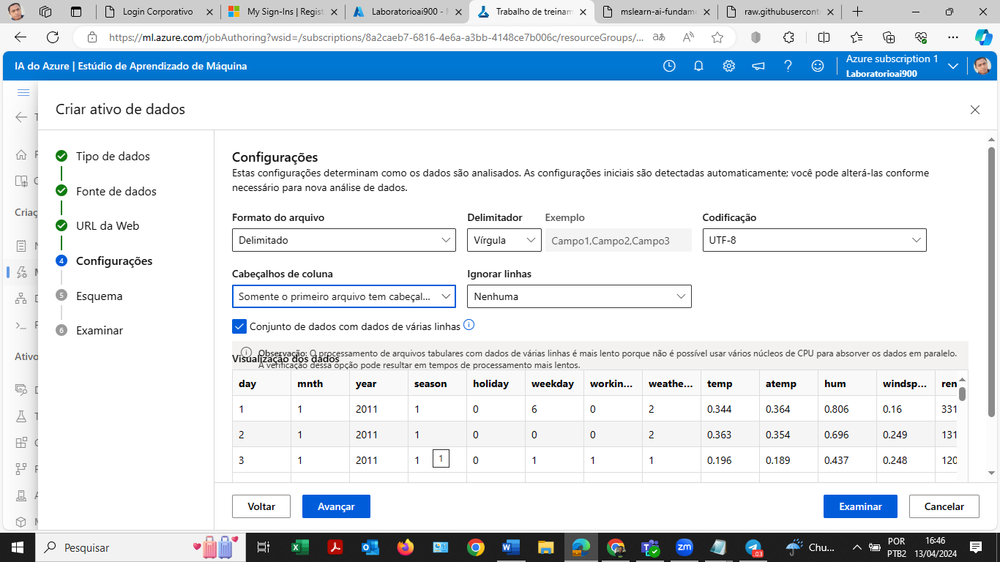 Login Corporativo
My Sign-Ins | Regist
Laboratorioai900 - M
Trabalho de treinam
mslearn-ai-fundame
raw.githubuserconte
https://ml.azure.com/jobAuthoring?wsid=/subscriptions/8a2caeb7-6816-4e6a-a3bb-4148ce7b006c/resourceGroups/...
IA do Azure | Estúdio de Aprendizado de Máquina
Azure subscription 1
Laboratorioai900
Criar ativo de dados
Criaç
Ativo
Tipo de dados
Fonte de dados
URL da Web
4 Configurações
5 Esquema
6 Examinar
Configurações
Estas configurações determinam como os dados são analisados. As configurações iniciais são detectadas automaticamente; você pode alterá-las conforme
necessário para nova análise de dados.
Formato do arquivo Delimitador Exemplo Codificação
Delimitado Vírgula Campo1,Campo2,Campo3 UTF-8
Cabeçalhos de coluna Ignorar linhas
Somente o primeiro arquivo tem cabeçal... Nenhuma
Conjunto de dados com dados de várias linhas
Observação: O processamento de arquivos tabulares com dados de várias linhas é mais lento porque não é possível usar vários núcleos de CPU para absorver os dados em paralelo.
Visualização dos dados
A verificação dessa opção pode resultar em tempos de processamento mais lentos.
day mnth year season holiday weekday workin... weathe... temp atemp hum windsp... ren
1 1 2011 1 0 6 0 2 0.344 0.364 0.806 0.16 331
2 1 2011 1 0 0 0 2 0.363 0.354 0.696 0.249 131
3 1 2011 1 0 1 1 1 0.196 0.189 0.437 0.248 120
1
Voltar Avançar Examinar Cancelar
Pesquisar
.03
Chu...
POR
PTB2
16:46
13/04/2024